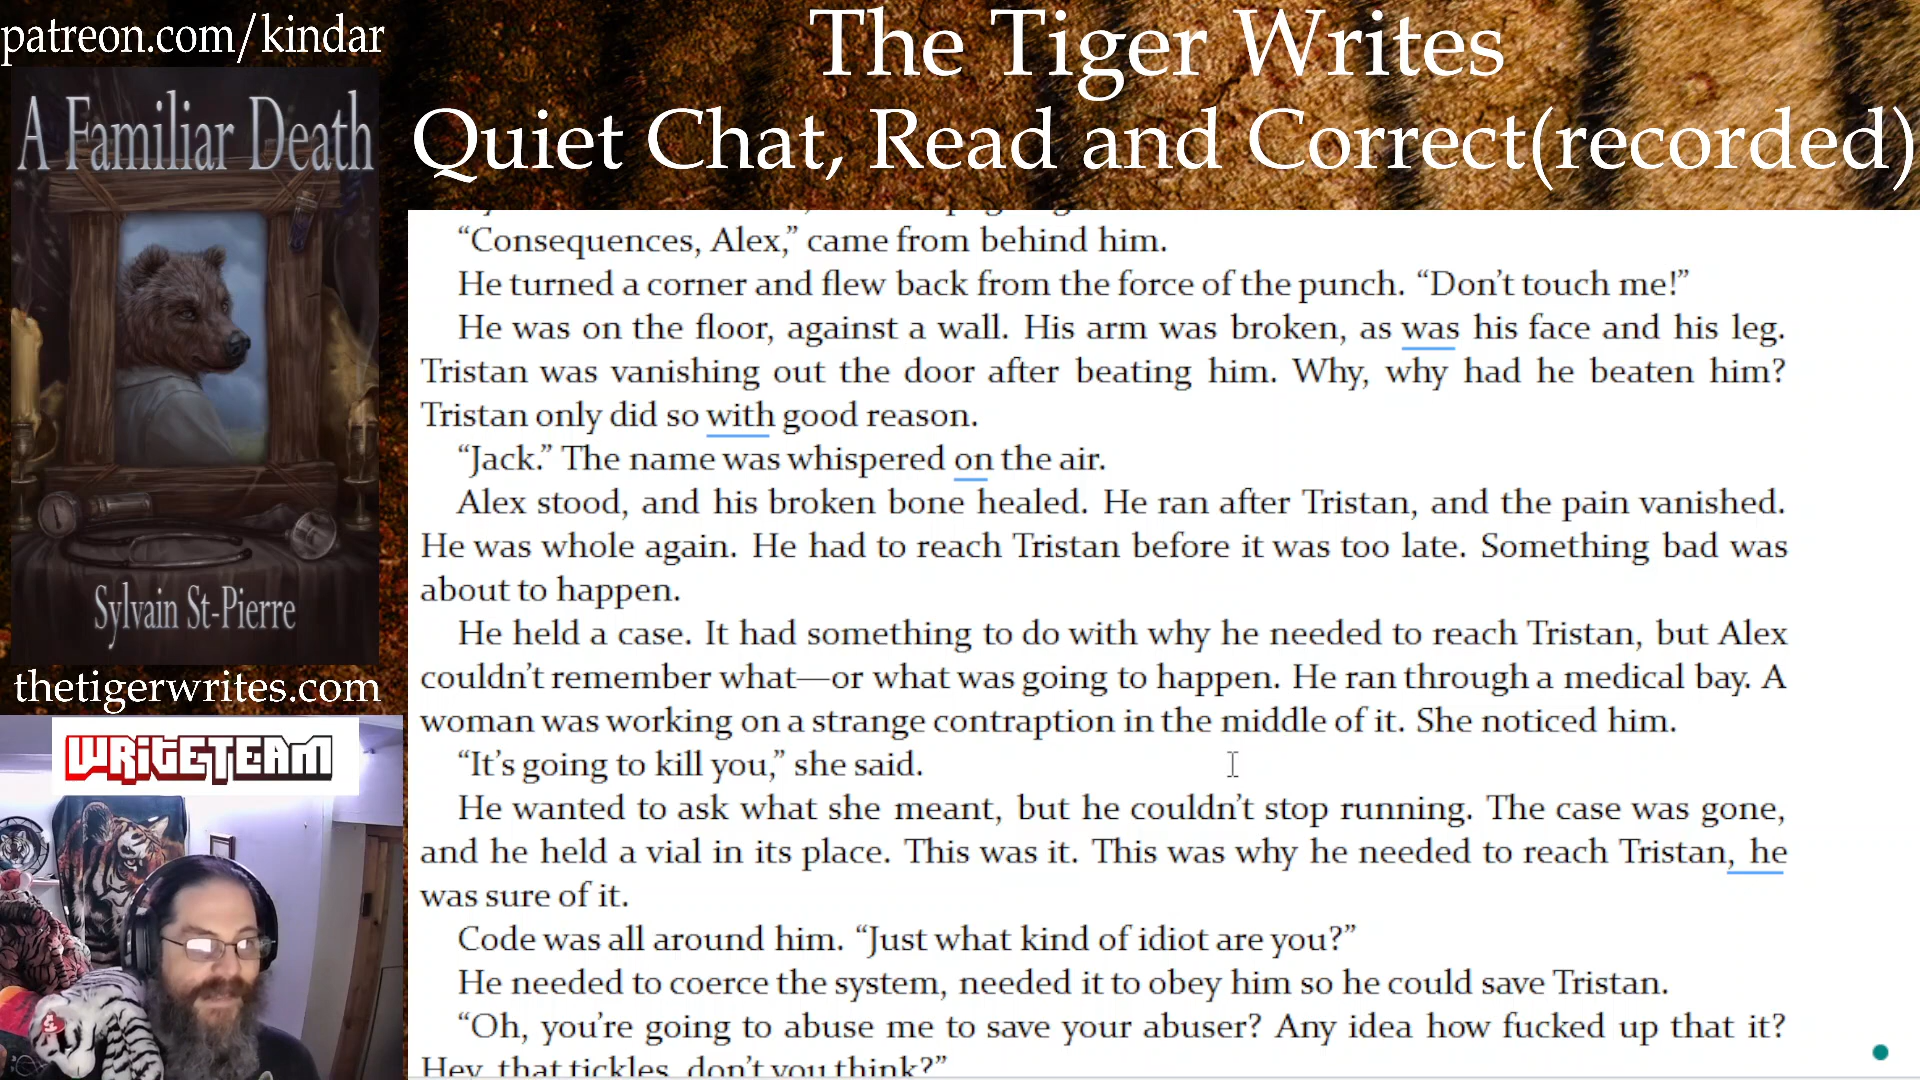 patreon.com/kindar
A Familiar Death
Sylvain St-Pierre
thetigerwrites.com
WRITETEAM
The Tiger Writes
Quiet Chat, Read and Correct(recorded)
“Consequences, Alex,” came from behind him.
He turned a corner and flew back from the force of the punch. “Don’t touch me!”
He was on the floor, against a wall. His arm was broken, as was his face and his leg.
Tristan was vanishing out the door after beating him. Why, why had he beaten him?
Tristan only did so with good reason.
“Jack.” The name was whispered on the air.
Alex stood, and his broken bone healed. He ran after Tristan, and the pain vanished.
He was whole again. He had to reach Tristan before it was too late. Something bad was
about to happen.
He held a case. It had something to do with why he needed to reach Tristan, but Alex
couldn’t remember what—or what was going to happen. He ran through a medical bay. A
woman was working on a strange contraption in the middle of it. She noticed him.
“It’s going to kill you,” she said.
He wanted to ask what she meant, but he couldn’t stop running. The case was gone,
and he held a vial in its place. This was it. This was why he needed to reach Tristan, he
was sure of it.
Code was all around him. “Just what kind of idiot are you?”
He needed to coerce the system, needed it to obey him so he could save Tristan.
“Oh, you’re going to abuse me to save your abuser? Any idea how fucked up that it?
Hey, that tickles, don’t you think?”